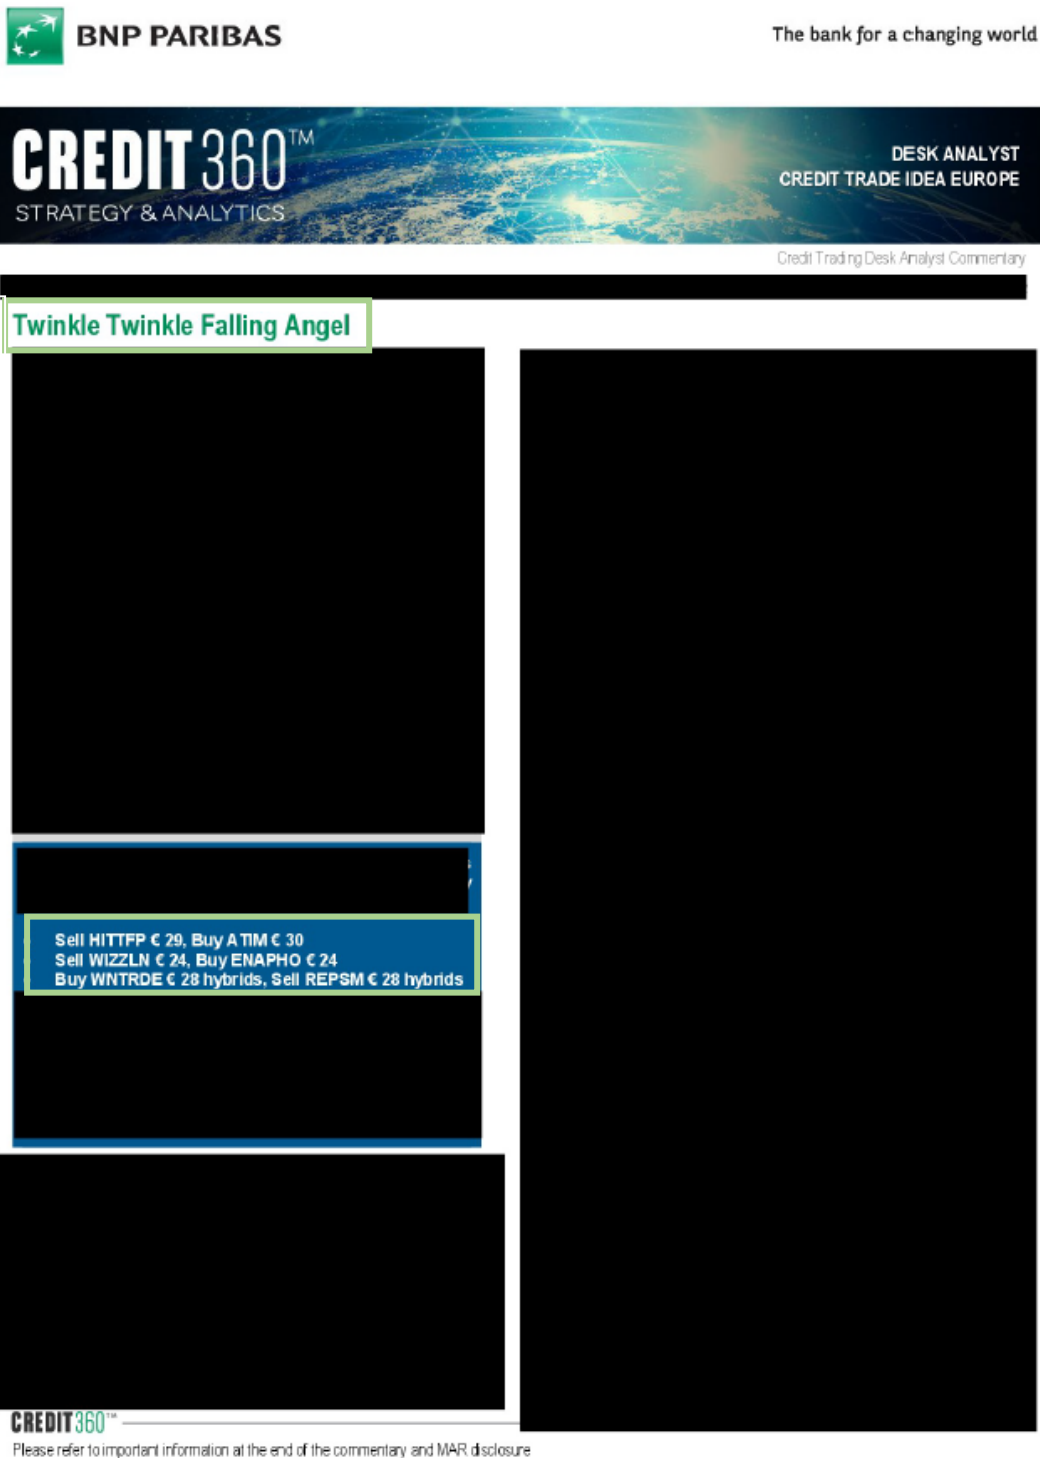 BNP PARIBAS
The bank for a changing world
CREDIT 360™
STRATEGY & ANALYTICS
DESK ANALYST
CREDIT TRADE IDEA EUROPE
Credit Trading Desk Analyst Commentary
Twinkle Twinkle Falling Angel
Sell HITTFP € 29, Buy ATIM € 30
Sell WIZZLN € 24, Buy ENAPHO € 24
Buy WNTRDE € 28 hybrids, Sell REPSM € 28 hybrids
CREDIT 360™
Please refer to important information at the end of the commentary and MAR disclosure